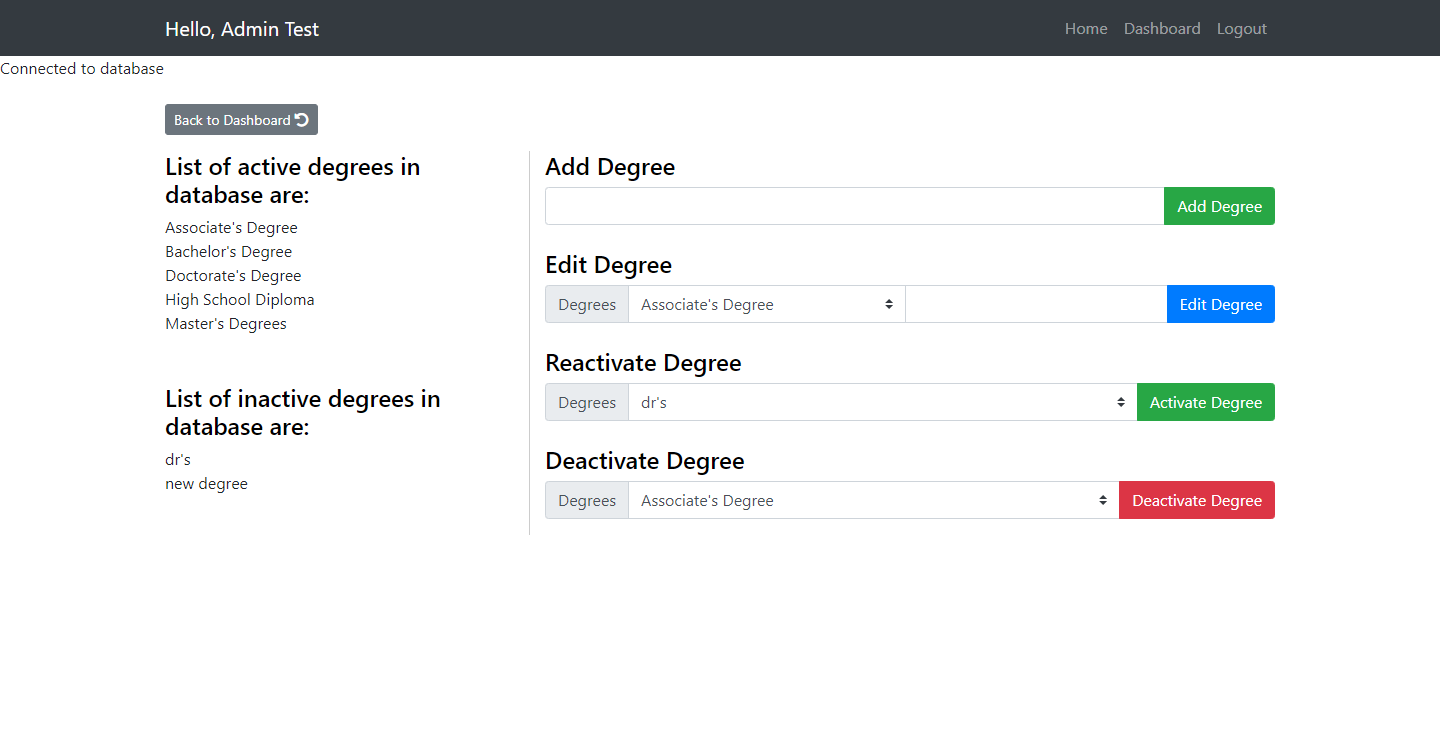 Hello, Admin Test
Home Dashboard Logout
Connected to database
Back to Dashboard
List of active degrees in
database are:
Associate's Degree
Bachelor's Degree
Doctorate's Degree
High School Diploma
Master's Degrees
List of inactive degrees in
database are:
dr's
new degree
Add Degree
Add Degree
Edit Degree
Degrees Associate's Degree Edit Degree
Reactivate Degree
Degrees dr's Activate Degree
Deactivate Degree
Degrees Associate's Degree Deactivate Degree